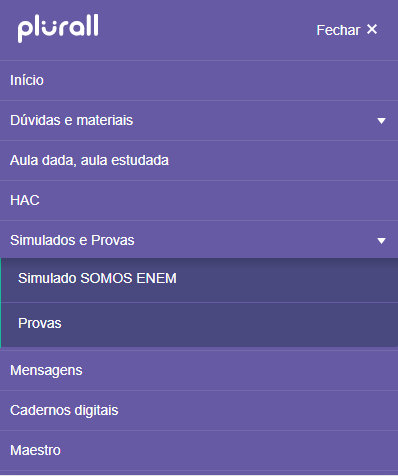 plurall
Fechar ✕
Início
Dúvidas e materiais
Aula dada, aula estudada
HAC
Simulados e Provas
Simulado SOMOS ENEM
Provas
Mensagens
Cadernos digitais
Maestro